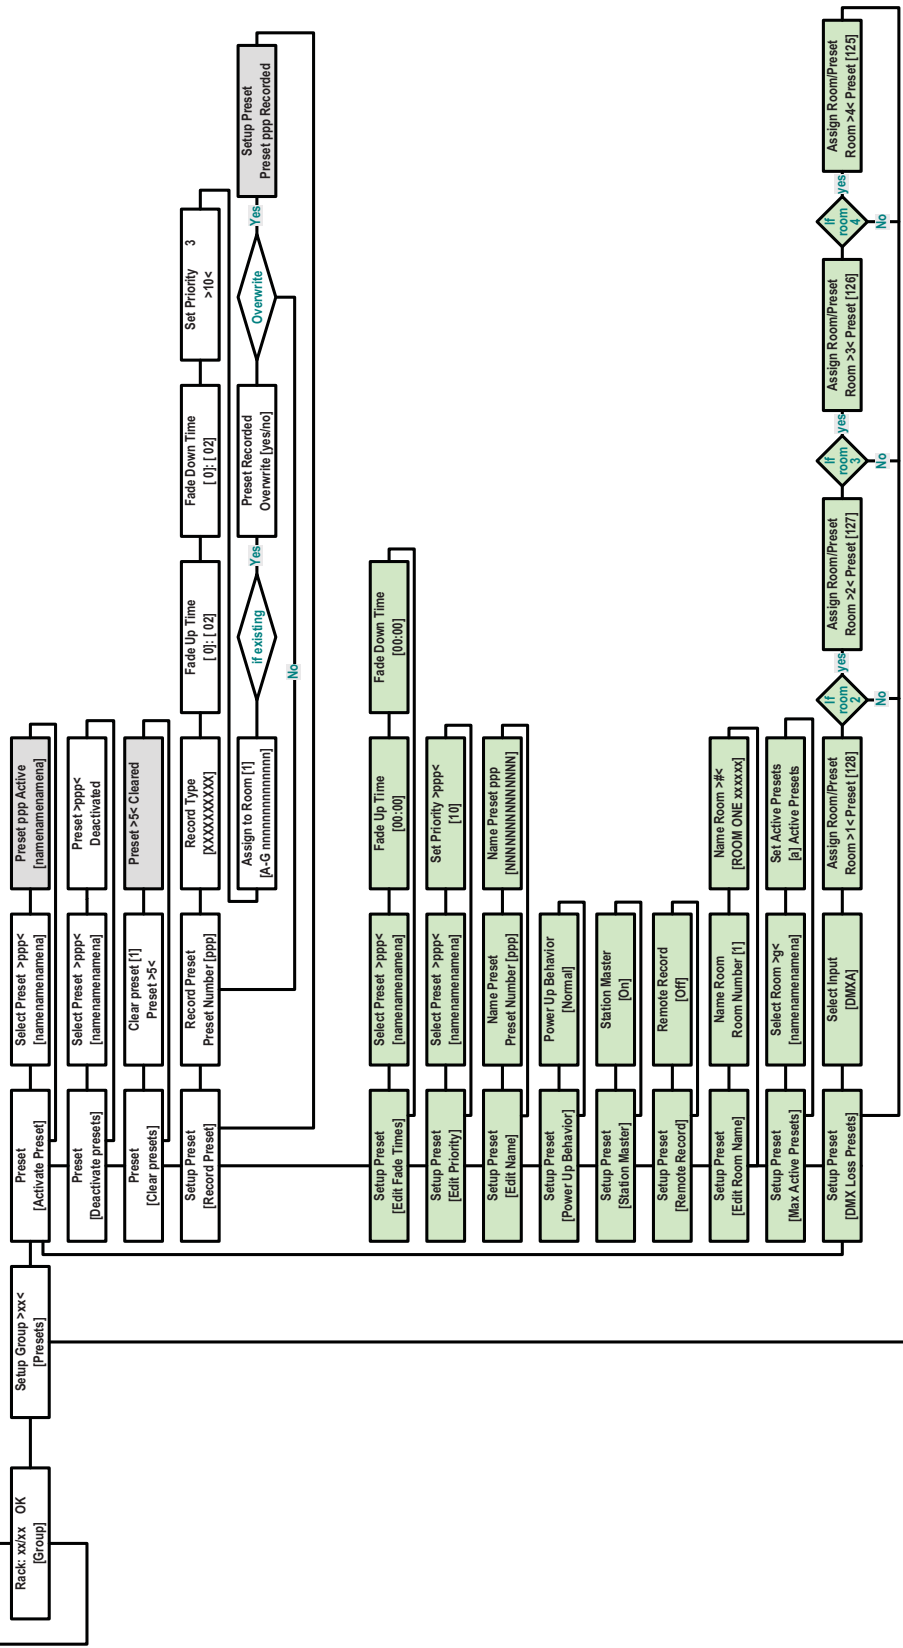 Rack: xx/xx OK
[Group]
Setup Group >xx<
[Presets]
Preset
[Activate Preset]
Select Preset >ppp<
[namenamenamena]
Preset ppp Active
[namenamenamena]
Preset
[Deactivate presets]
Select Preset >ppp<
[namenamenamena]
Preset >ppp<
Deactivated
Preset
[Clear presets]
Clear preset [1]
Preset >5<
Preset >5< Cleared
Setup Preset
[Record Preset]
Record Preset
Preset Number [ppp]
Record Type
[XXXXXXXXXX]
Fade Up Time
[ 0]: [ 02]
Fade Down Time
[ 0]: [ 02]
Set Priority 3
>10<
Assign to Room [1]
[A-G nnnnnnnnnnnn]
if existing
Yes
No
Preset Recorded
Overwrite [yes/no]
Overwrite
Yes
Setup Preset
Preset ppp Recorded
Setup Preset
[Edit Fade Times]
Select Preset >ppp<
[namenamenamena]
Fade Up Time
[00:00]
Fade Down Time
[00:00]
Setup Preset
[Edit Priority]
Select Preset >ppp<
[namenamenamena]
Set Priority >ppp<
[10]
Setup Preset
[Edit Name]
Name Preset
Preset Number [ppp]
Name Preset ppp
[NNNNNNNNNNNNNN]
Setup Preset
[Power Up Behavior]
Power Up Behavior
[Normal]
Setup Preset
[Station Master]
Station Master
[On]
Setup Preset
[Remote Record]
Remote Record
[Off]
Setup Preset
[Edit Room Name]
Name Room
Room Number [1]
Name Room >#<
[ROOM ONE xxxxxx]
Setup Preset
[Max Active Presets]
Select Room >g<
[namenamenamena]
Set Active Presets
[a] Active Presets
Setup Preset
[DMX Loss Presets]
Select Input
[DMXA]
Assign Room/Preset
Room >1< Preset [128]
If
room
2
yes
No
Assign Room/Preset
Room >2< Preset [127]
If
room
3
yes
No
Assign Room/Preset
Room >3< Preset [126]
If
room
4
yes
No
Assign Room/Preset
Room >4< Preset [125]